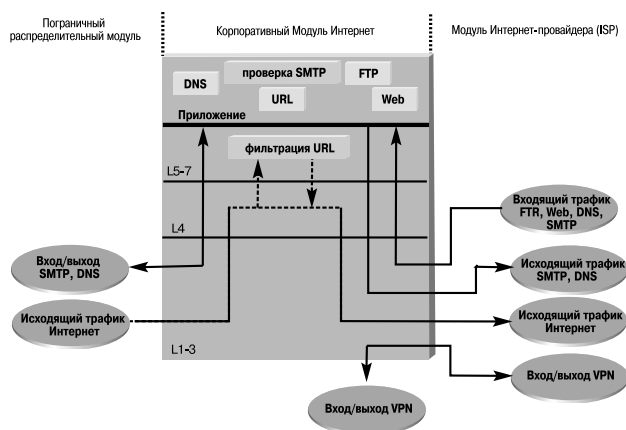 Пограничный
распределительный модуль
Корпоративный Модуль Интернет
Модуль Интернет-провайдера (ISP)
DNS
проверка SMTP
FTP
URL
Web
Приложение
фильтрация URL
L5-7
L4
L1-3
Вход/выход
SMTP, DNS
Исходящий трафик
Интернет
Входящий трафик
FTR, Web, DNS,
SMTP
Исходящий трафик
SMTP, DNS
Исходящий трафик
Интернет
Вход/выход VPN
Вход/выход VPN